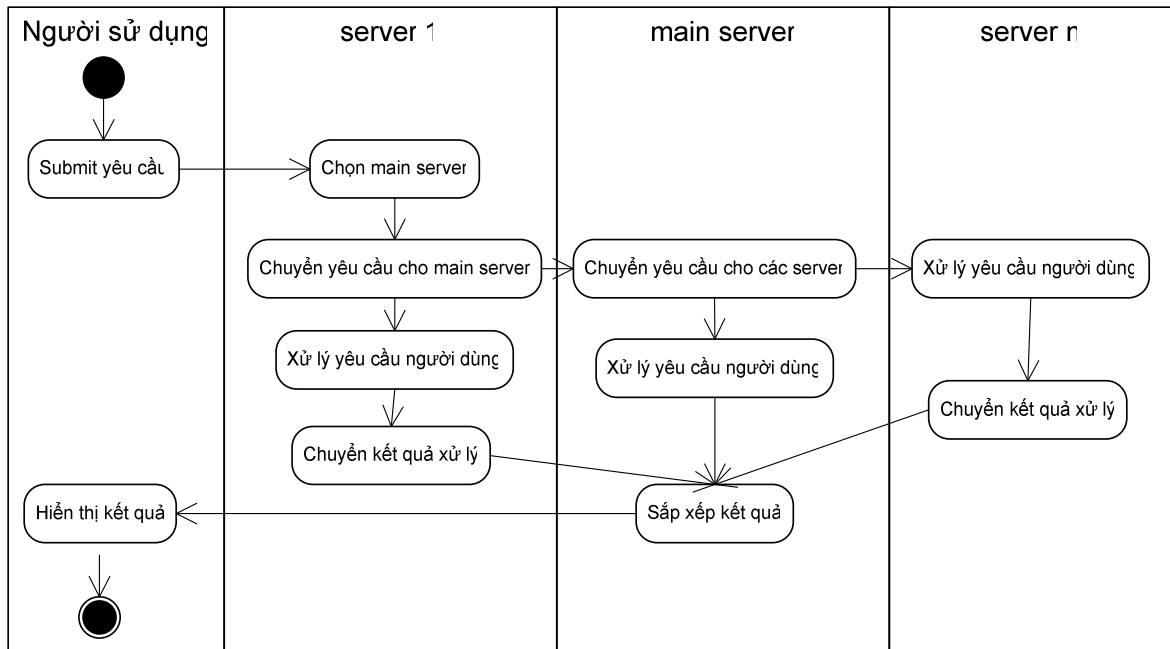 Người sử dụng
server 1
main server
server n
Submit yêu cầu
Chọn main server
Chuyển yêu cầu cho main server
Chuyển yêu cầu cho các server
Xử lý yêu cầu người dùng
Xử lý yêu cầu người dùng
Xử lý yêu cầu người dùng
Chuyển kết quả xử lý
Chuyển kết quả xử lý
Hiển thị kết quả
Sắp xếp kết quả